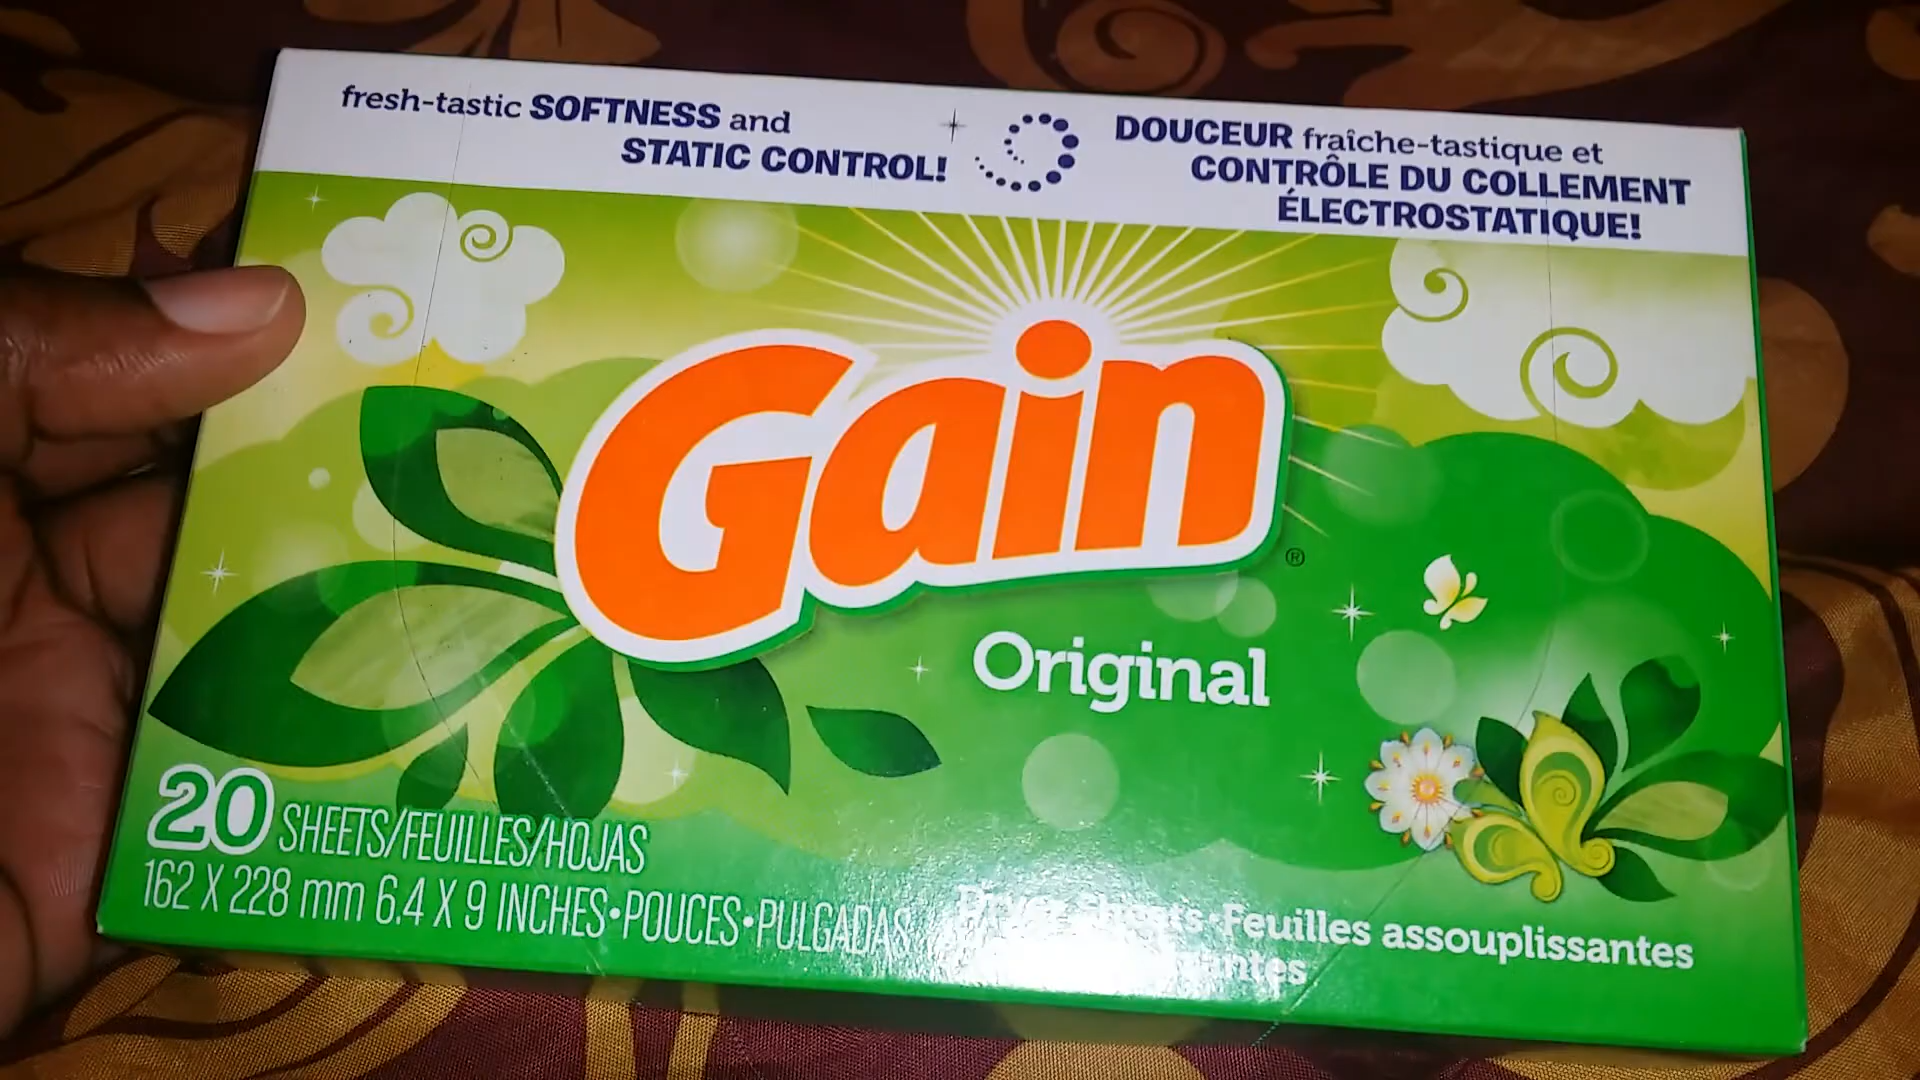 fresh-tastic SOFTNESS and
STATIC CONTROL!
DOUCEUR fraîche-tastique et
CONTRÔLE DU COLLEMENT
ÉLECTROSTATIQUE!
Gain
®
Original
20 SHEETS/FEUILLES/HOJAS
162 X 228 mm 6.4 X 9 INCHES•POUCES•PULGADAS
Dryer Sheets•Feuilles assouplissantes